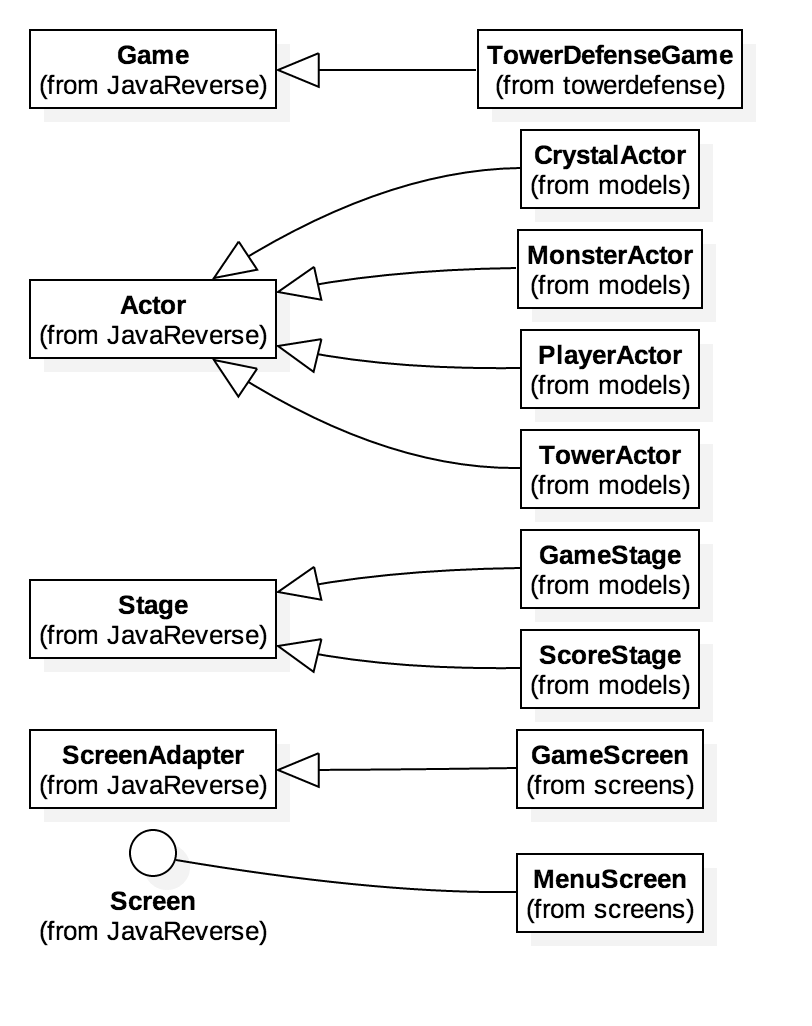 Game
(from JavaReverse)
TowerDefenseGame
(from towerdefense)
CrystalActor
(from models)
MonsterActor
(from models)
Actor
(from JavaReverse)
PlayerActor
(from models)
TowerActor
(from models)
GameStage
(from models)
Stage
(from JavaReverse)
ScoreStage
(from models)
ScreenAdapter
(from JavaReverse)
GameScreen
(from screens)
MenuScreen
(from screens)
Screen
(from JavaReverse)